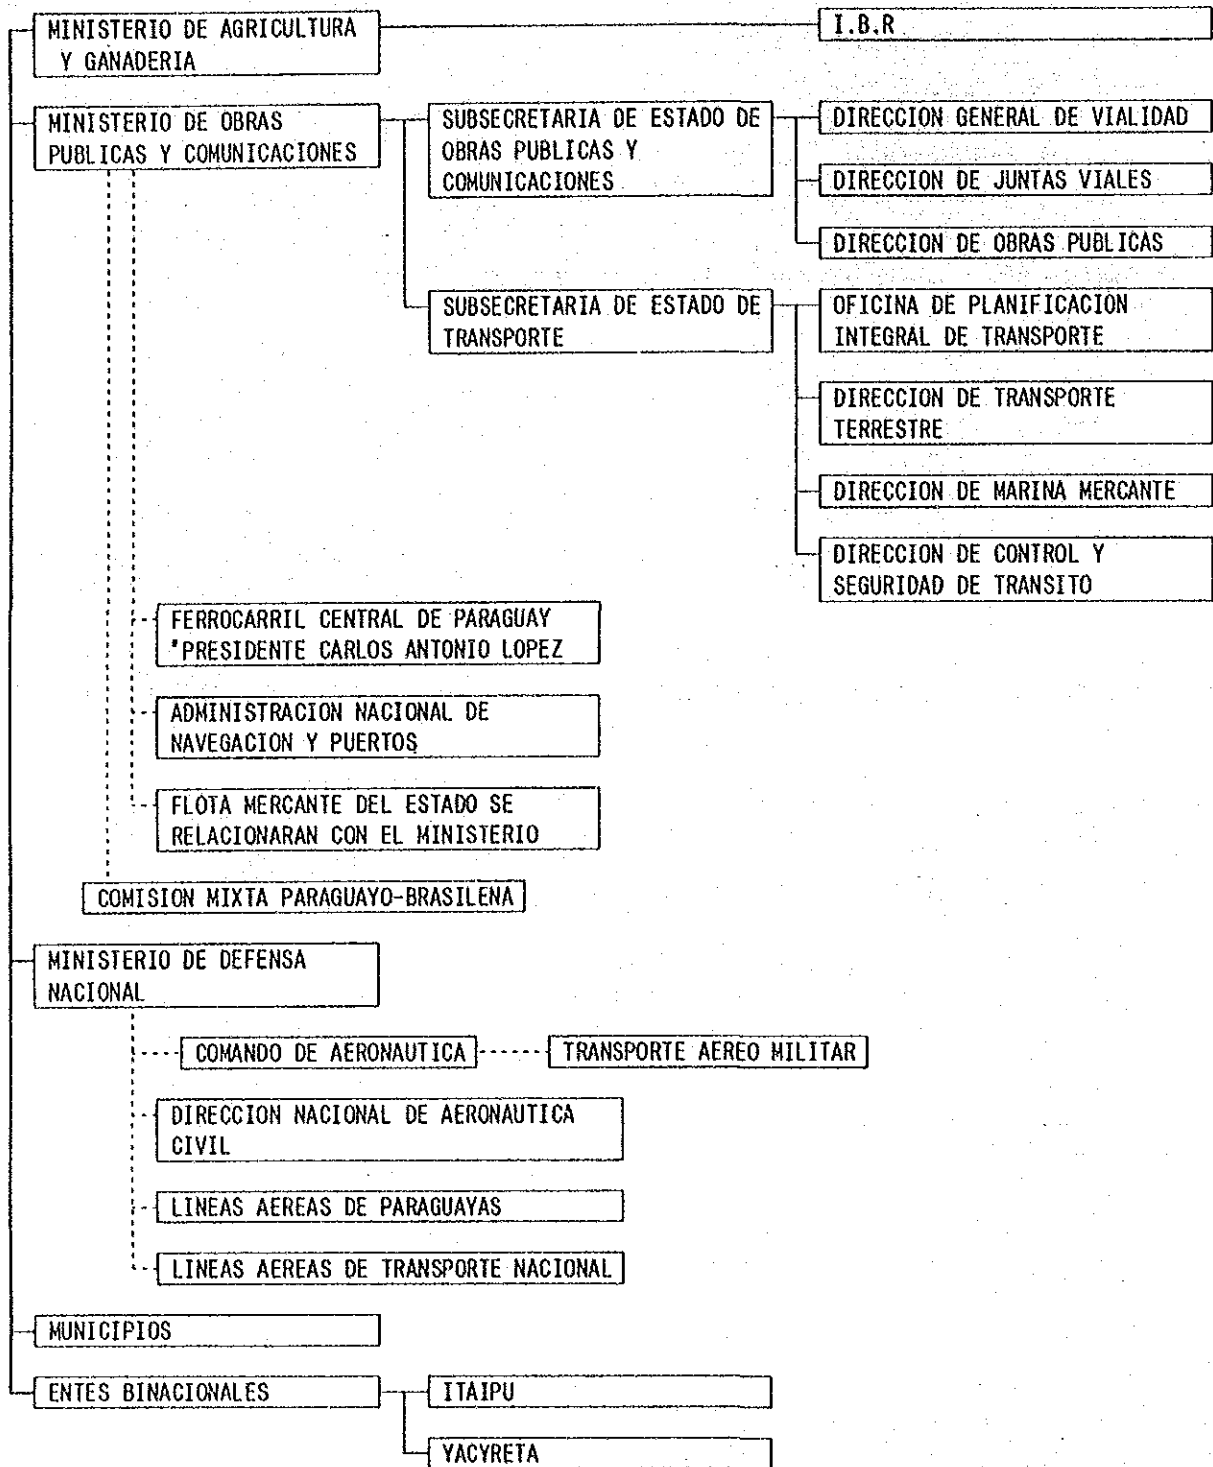 MINISTERIO DE AGRICULTURA
Y GANADERIA
I.B.R
MINISTERIO DE OBRAS
PUBLICAS Y COMUNICACIONES
SUBSECRETARIA DE ESTADO DE
OBRAS PUBLICAS Y
COMUNICACIONES
DIRECCION GENERAL DE VIALIDAD
DIRECCION DE JUNTAS VIALES
DIRECCION DE OBRAS PUBLICAS
SUBSECRETARIA DE ESTADO DE
TRANSPORTE
OFICINA DE PLANIFICACION
INTEGRAL DE TRANSPORTE
DIRECCION DE TRANSPORTE
TERRESTRE
DIRECCION DE MARINA MERCANTE
DIRECCION DE CONTROL Y
SEGURIDAD DE TRANSITO
FERROCARRIL CENTRAL DE PARAGUAY
"PRESIDENTE CARLOS ANTONIO LOPEZ
ADMINISTRACION NACIONAL DE
NAVEGACION Y PUERTOS
FLOTA MERCANTE DEL ESTADO SE
RELACIONARAN CON EL MINISTERIO
COMISION MIXTA PARAGUAYO-BRASILENA
MINISTERIO DE DEFENSA
NACIONAL
COMANDO DE AERONAUTICA
TRANSPORTE AEREO MILITAR
DIRECCION NACIONAL DE AERONAUTICA
CIVIL
LINEAS AEREAS DE PARAGUAYAS
LINEAS AEREAS DE TRANSPORTE NACIONAL
MUNICIPIOS
ENTES BINACIONALES
ITAIPU
YACYRETA